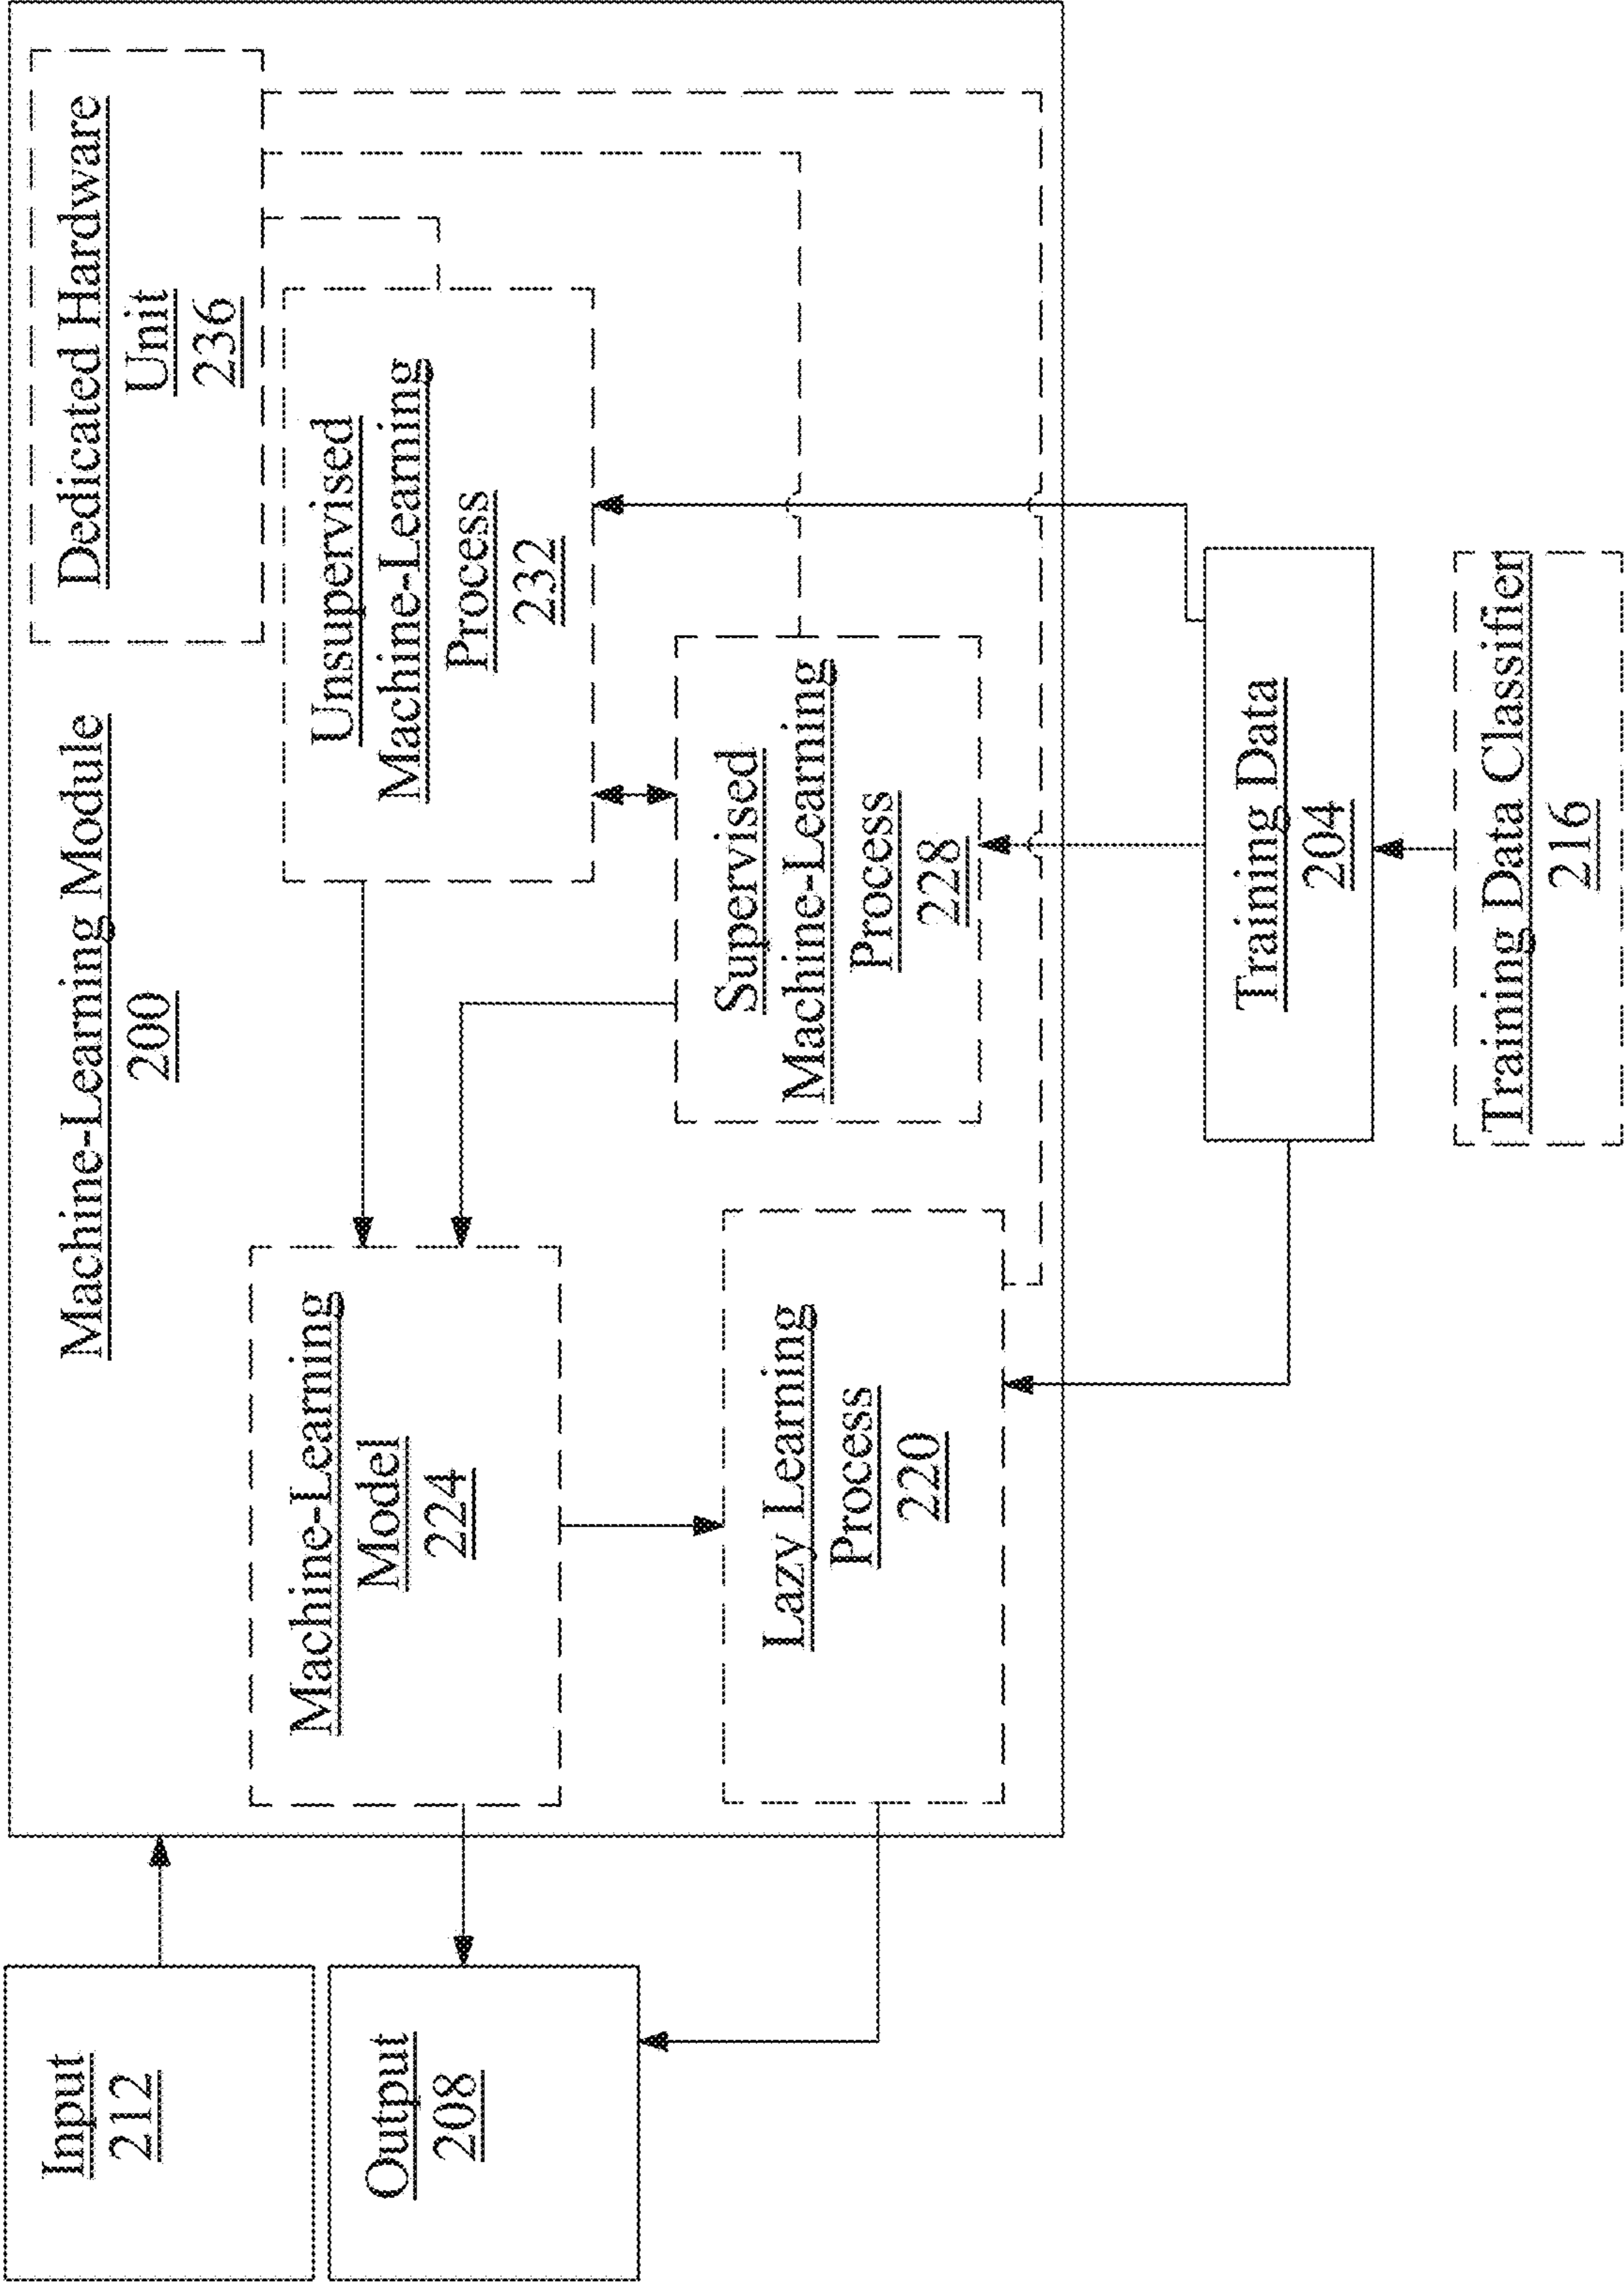 Machine-Learning Module
200
Dedicated Hardware
Unit
236
Input
212
Output
208
Machine-Learning
Model
224
Unsupervised
Machine-Learning
Process
232
Lazy Learning
Process
220
Supervised
Machine-Learning
Process
228
Training Data
204
Training Data Classifier
216